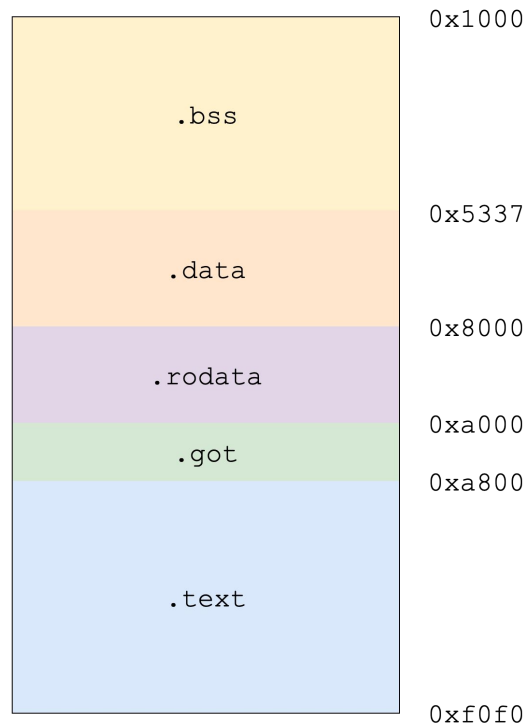 0x1000
.bss
0x5337
.data
0x8000
.rodata
0xa000
.got
0xa800
.text
0xf0f0